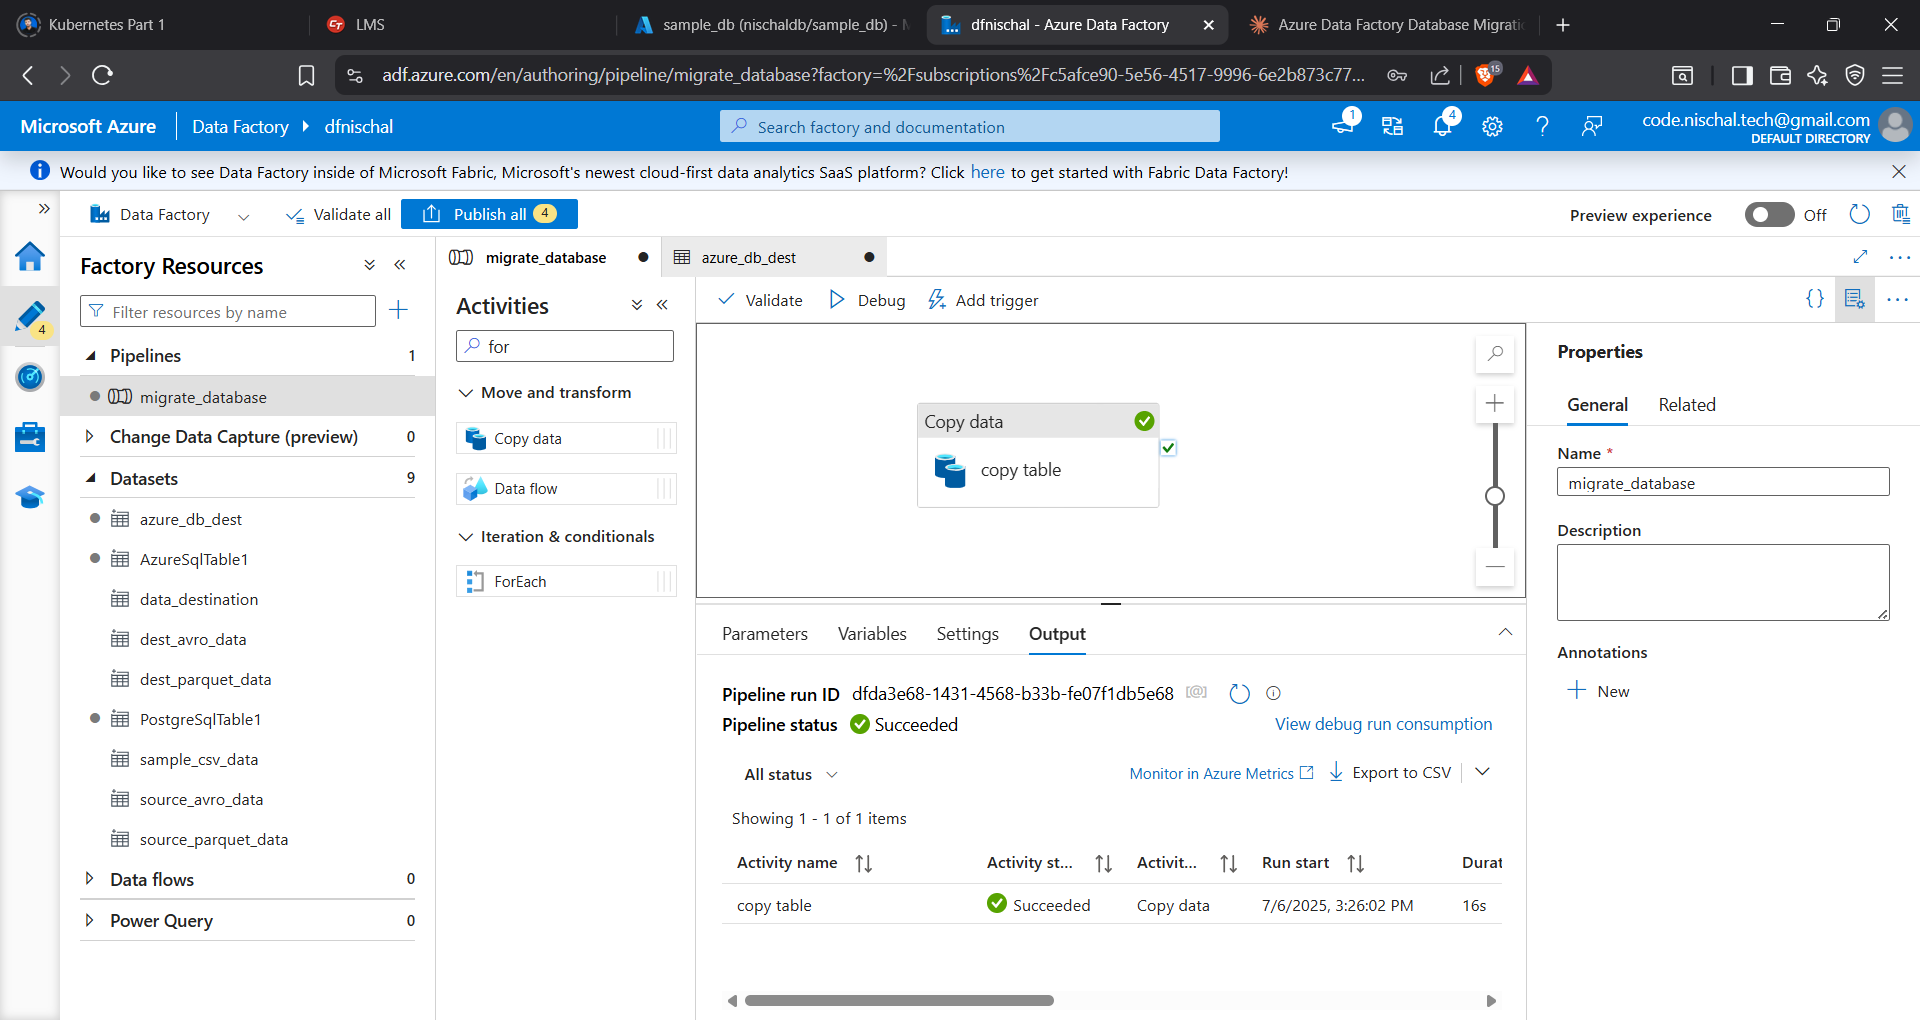 Kubernetes Part 1
LMS
sample_db (nischaldb/sample_db) -
dfnischal - Azure Data Factory
Azure Data Factory Database Migrati
adf.azure.com/en/authoring/pipeline/migrate_database?factory=%2Fsubscriptions%2Fc5afce90-5e56-4517-9996-6e2b873c77...
15
Microsoft Azure
Data Factory
dfnischal
Search factory and documentation
1
4
code.nischal.tech@gmail.com
DEFAULT DIRECTORY
Would you like to see Data Factory inside of Microsoft Fabric, Microsoft's newest cloud-first data analytics SaaS platform? Click here to get started with Fabric Data Factory!
Data Factory
Validate all
Publish all 4
Preview experience
Off
4
Factory Resources
Filter resources by name
Pipelines 1
migrate_database
Change Data Capture (preview) 0
Datasets 9
azure_db_dest
AzureSqlTable1
data_destination
dest_avro_data
dest_parquet_data
PostgreSqlTable1
sample_csv_data
source_avro_data
source_parquet_data
Data flows 0
Power Query 0
migrate_database
azure_db_dest
Activities
for
Move and transform
Copy data
Data flow
Iteration & conditionals
ForEach
Validate
Debug
Add trigger
{}
Copy data
copy table
Parameters
Variables
Settings
Output
Pipeline run ID dfda3e68-1431-4568-b33b-fe07f1db5e68 [@]
Pipeline status Succeeded
View debug run consumption
All status
Monitor in Azure Metrics
Export to CSV
Showing 1 - 1 of 1 items
Activity name
Activity st...
Activit...
Run start
Durat
copy table
Succeeded
Copy data
7/6/2025, 3:26:02 PM
16s
Properties
General
Related
Name *
migrate_database
Description
Annotations
New